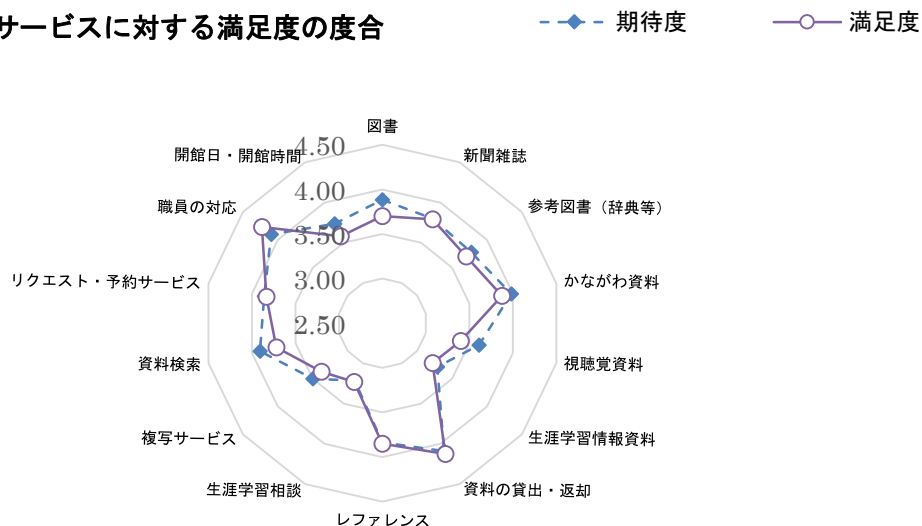 サービスに対する満足度の度合
期待度
満足度
図書
新聞雑誌
参考図書（辞典等）
かながわ資料
視聴覚資料
生涯学習情報資料
資料の貸出・返却
レファレンス
生涯学習相談
複写サービス
資料検索
リクエスト・予約サービス
職員の対応
開館日・開館時間
4.50
4.00
3.50
3.00
2.50